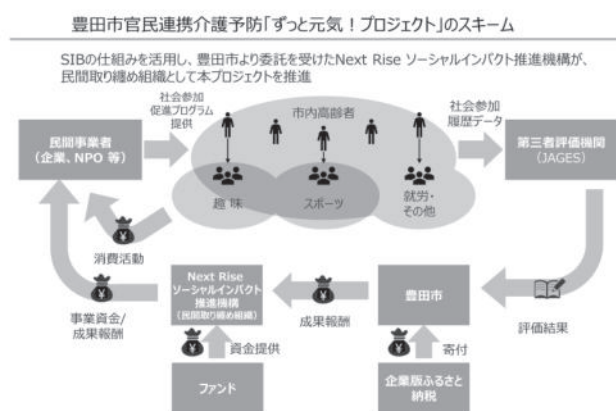 豊田市官民連携介護予防「ずっと元気！プロジェクト」のスキーム
SIBの仕組みを活用し、豊田市より委託を受けたNext Rise ソーシャルインパクト推進機構が、
民間取り纏め組織として本プロジェクトを推進
社会参加
促進プログラム
提供
市内高齢者
社会参加
履歴データ
民間事業者
(企業、NPO 等)
第三者評価機関
(JAGES)
趣 味
スポーツ
就労・
その他
消費活動
Next Rise
ソーシャルインパクト
推進機構
(民間取り纏め組織)
豊田市
事業資金/
成果報酬
成果報酬
評価結果
資金提供
寄付
ファンド
企業版ふるさと
納税